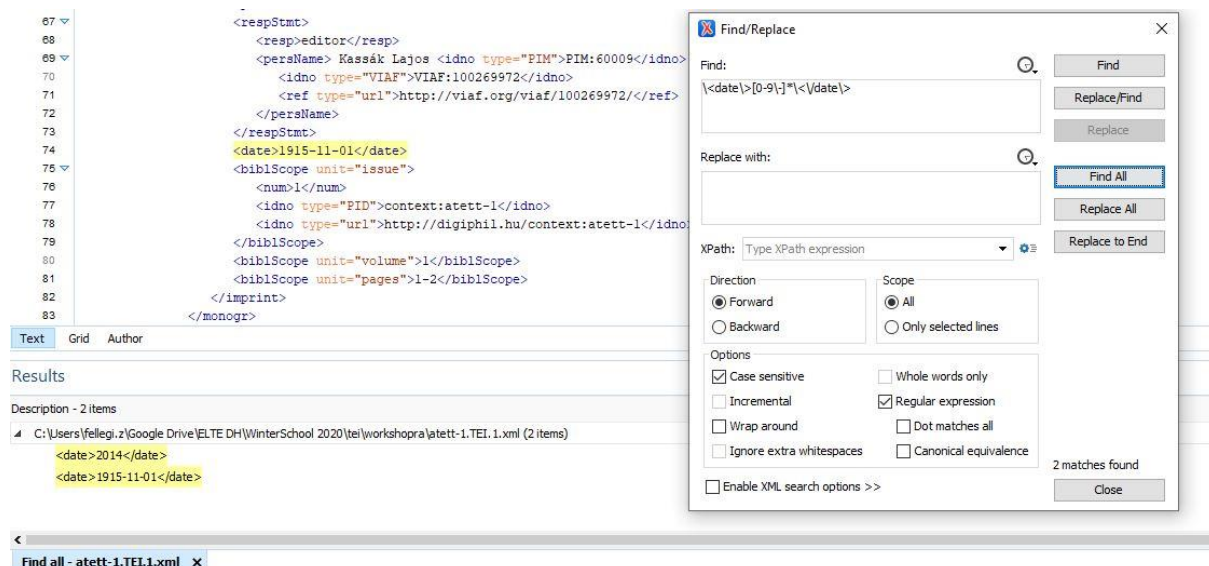 67 <respStmt>
68 <resp>editor</resp>
69 <persName> Kassák Lajos <idno type="PIM">PIM:60009</idno>
70 <idno type="VIAF">VIAF:100269972</idno>
71 <ref type="url">http://viaf.org/viaf/100269972/</ref>
72 </persName>
73 </respStmt>
74 <date>1915-11-01</date>
75 <biblScope unit="issue">
76 <num>1</num>
77 <idno type="PID">context:atett-1</idno>
78 <idno type="url">http://digiphil.hu/context:atett-1</idno
79 </biblScope>
80 <biblScope unit="volume">1</biblScope>
81 <biblScope unit="pages">1-2</biblScope>
82 </imprint>
83 </monogr>
Text Grid Author
Results
Description - 2 items
C:\Users\fellegi.z\Google Drive\ELTE DH\WinterSchool 2020\tei\workshopra\atett-1.TEI.1.xml (2 items)
<date>2014</date>
<date>1915-11-01</date>
Find all - atett-1.TEI.1.xml x
Find/Replace
Find:
\<date\>[0-9\-]*\<\/date\>
Find
Replace/Find
Replace
Replace with:
Find All
Replace All
Replace to End
XPath: Type XPath expression
Direction
Forward
Backward
Scope
All
Only selected lines
Options
Case sensitive
Whole words only
Incremental
Regular expression
Wrap around
Dot matches all
Ignore extra whitespaces
Canonical equivalence
2 matches found
Enable XML search options >>
Close